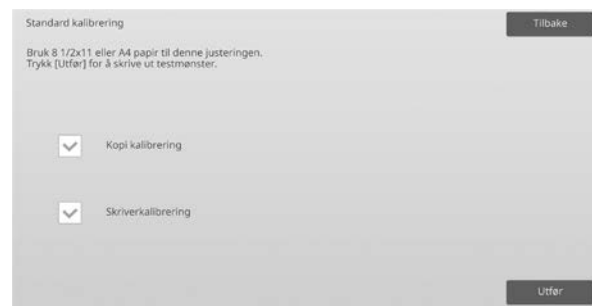 Standard kalibrering
Tilbake
Bruk 8 1/2x11 eller A4 papir til denne justeringen.
Trykk [Utfør] for å skrive ut testmønster.
Kopi kalibrering
Skriverkalibrering
Utfør